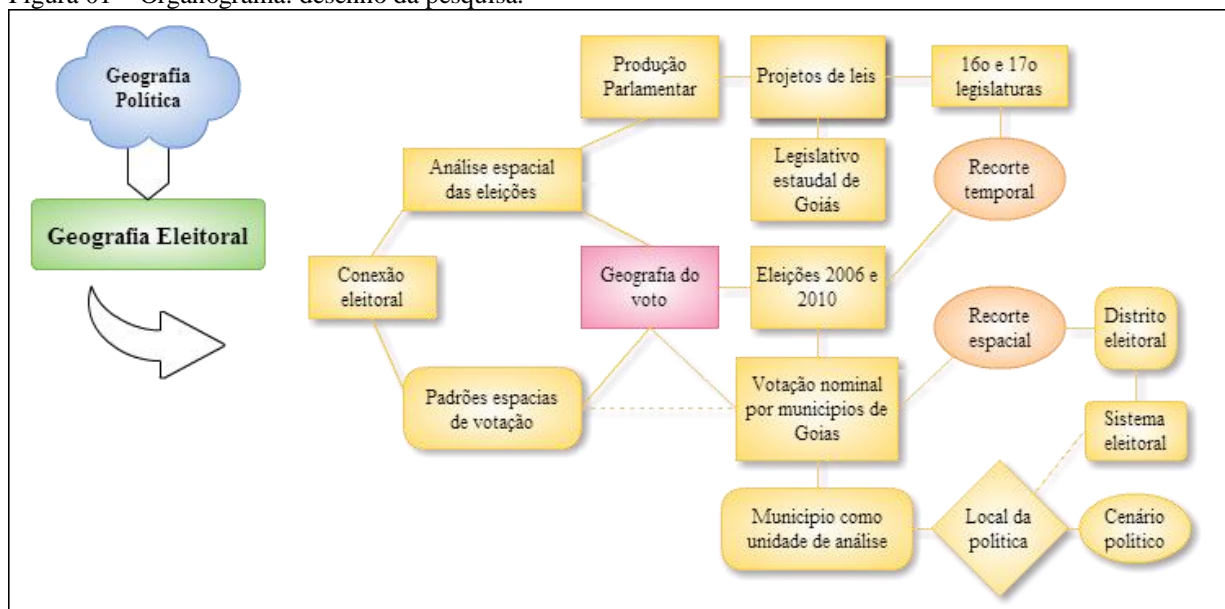 Figura 01 – Organograma: desenho da pesquisa.
Geografia
Política
Geografia Eleitoral
Conexão
eleitoral
Análise espacial
das eleições
Padrões espacias
de votação
Produção
Parlamentar
Geografia do
voto
Projetos de leis
Legislativo
estaudal de
Goiás
Eleições 2006 e
2010
Votação nominal
por municípios de
Goias
Município como
unidade de análise
16o e 17o
legislaturas
Recorte
temporal
Recorte
espacial
Distrito
eleitoral
Sistema
eleitoral
Local da
política
Cenário
político